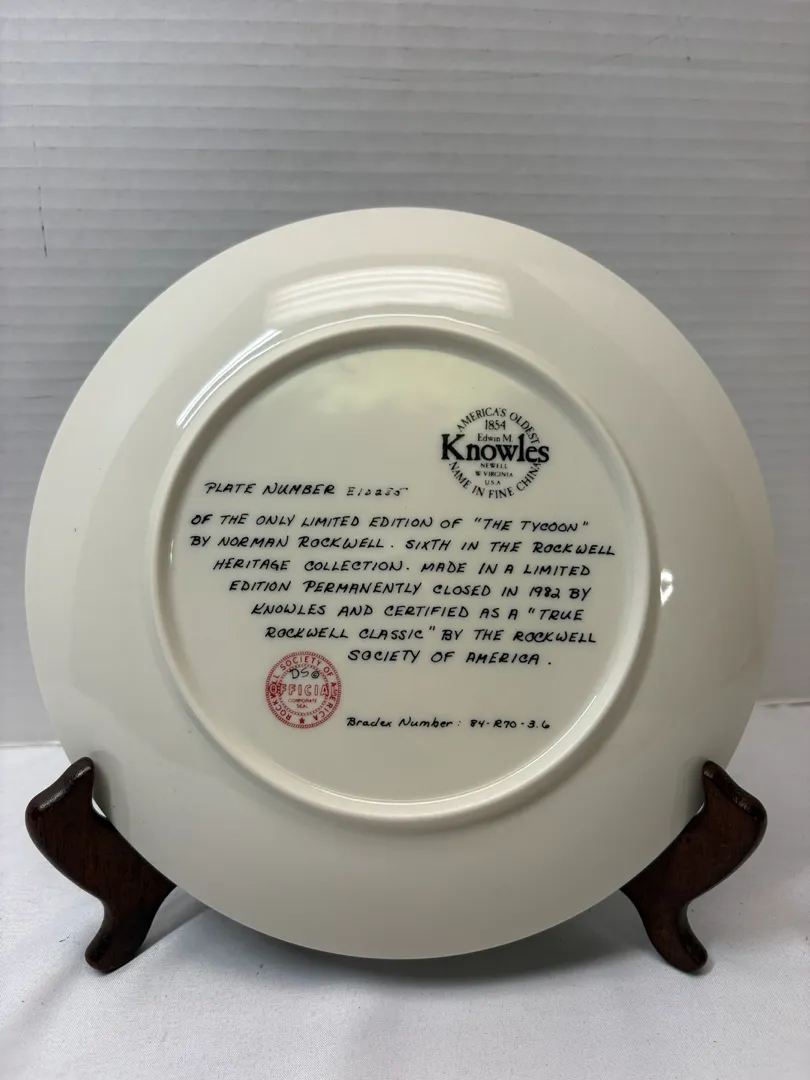 AMERICA'S OLDEST
1854
Edwin M.
Knowles
NEWELL
W. VIRGINIA
USA
NAME IN FINE CHINA
PLATE NUMBER
OF THE ONLY LIMITED EDITION OF "THE TYCOON"
BY NORMAN ROCKWELL. SIXTH IN THE ROCKWELL
HERITAGE COLLECTION. MADE IN A LIMITED
EDITION PERMANENTLY CLOSED IN 1982 BY
KNOWLES AND CERTIFIED AS A "TRUE
ROCKWELL CLASSIC" BY THE ROCKWELL
SOCIETY OF AMERICA.
ROCKWELL SOCIETY OF AMERICA
OFFICIAL
CORPORATE
SEAL
Bradex Number: 84-R70-3.6